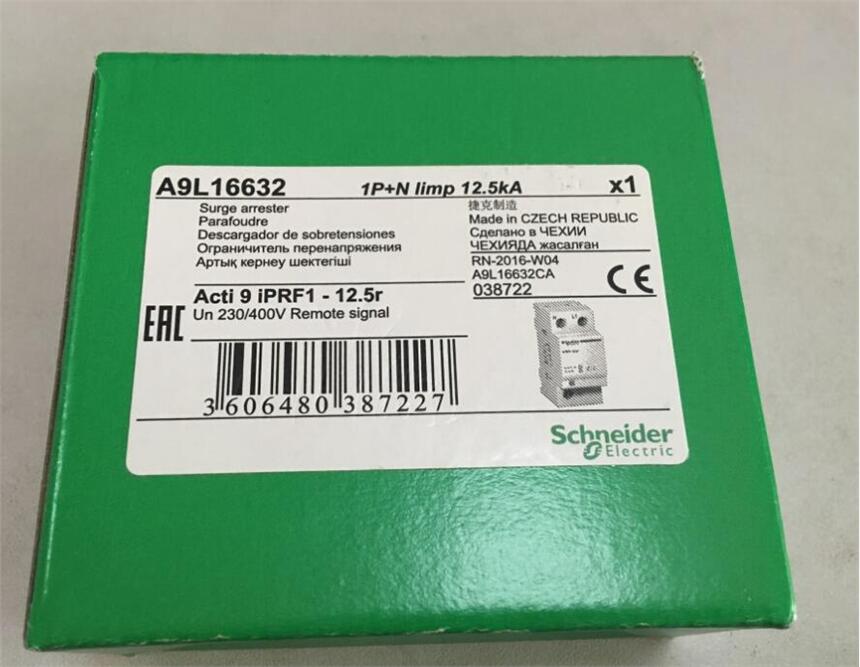 A9L16632 1P+N limp 12.5kA x1
Surge arrester
Parafoudre
Descargador de sobretensiones
Ограничитель перенапряжения
Артық кернеу шектегіші
捷克制造
Made in CZECH REPUBLIC
Сделано в ЧЕХИИ
ЧЕХИЯДА жасалған
RN-2016-W04
A9L16632CA
038722
CE
Acti 9 iPRF1 - 12.5r
Un 230/400V Remote signal
EAC
3 606480 387227
Schneider
Electric